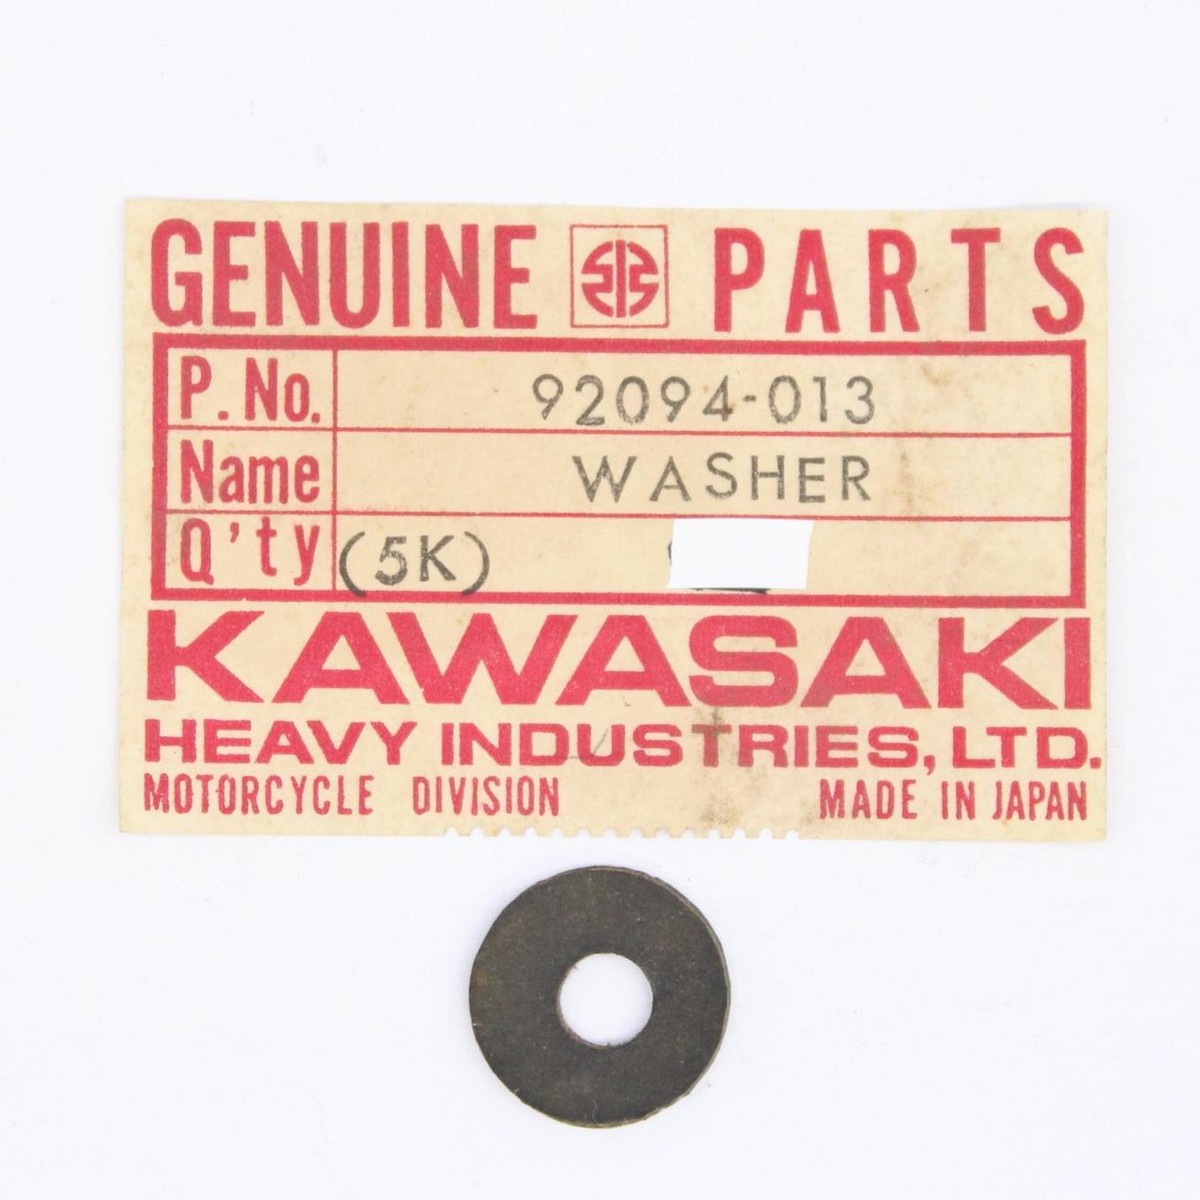 GENUINE PARTS
P. No. 92094-013
Name WASHER
Q'ty (5K)
KAWASAKI
HEAVY INDUSTRIES, LTD.
MOTORCYCLE DIVISION MADE IN JAPAN